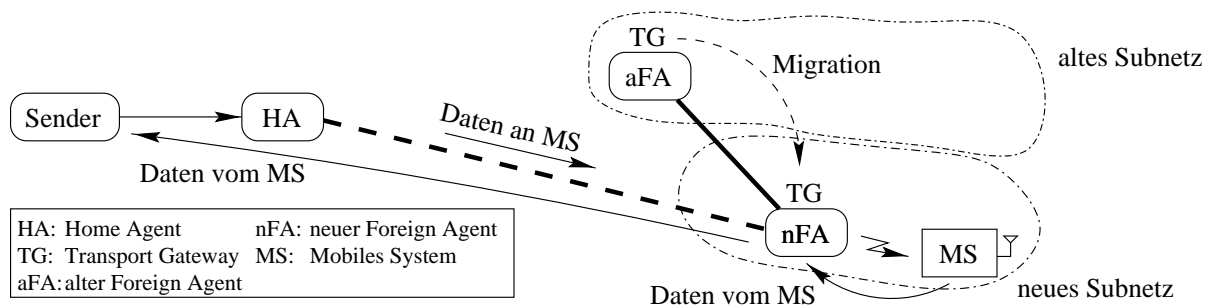 TG
altes Subnetz
aFA
Migration
Sender
HA
Daten an MS
Daten vom MS
TG
nFA
MS
HA: Home Agent nFA: neuer Foreign Agent
TG: Transport Gateway MS: Mobiles System
aFA: alter Foreign Agent
Daten vom MS
neues Subnetz